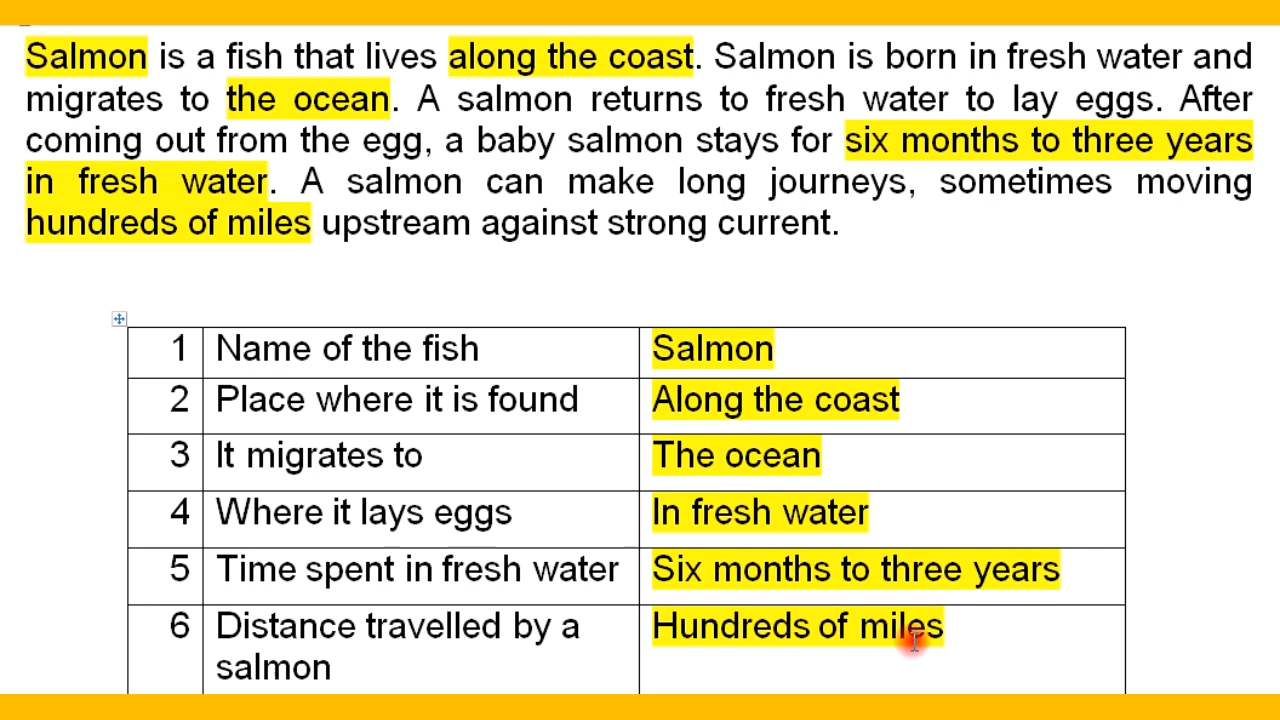 Salmon is a fish that lives along the coast. Salmon is born in fresh water and
migrates to the ocean. A salmon returns to fresh water to lay eggs. After
coming out from the egg, a baby salmon stays for six months to three years
in fresh water. A salmon can make long journeys, sometimes moving
hundreds of miles upstream against strong current.
1 Name of the fish Salmon
2 Place where it is found Along the coast
3 It migrates to The ocean
4 Where it lays eggs In fresh water
5 Time spent in fresh water Six months to three years
6 Distance travelled by a Hundreds of miles
salmon